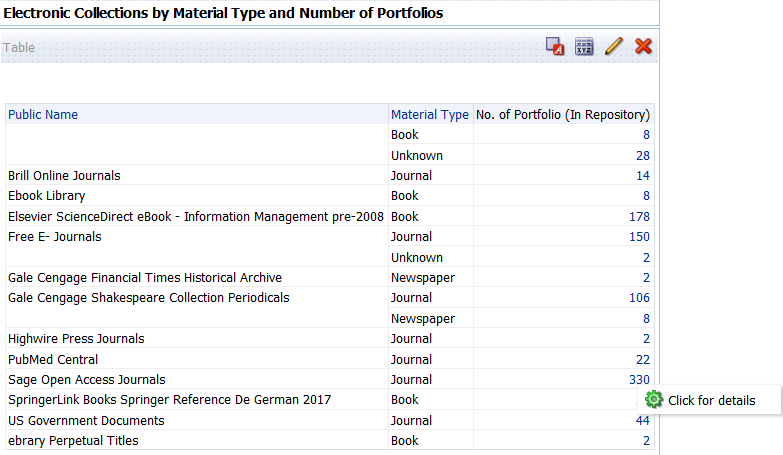 Electronic Collections by Material Type and Number of Portfolios
Table
Public Name Material Type No. of Portfolio (In Repository)
Book 8
Unknown 28
Brill Online Journals Journal 14
Ebook Library Book 8
Elsevier ScienceDirect eBook - Information Management pre-2008 Book 178
Free E- Journals Journal 150
Unknown 2
Gale Cengage Financial Times Historical Archive Newspaper 2
Gale Cengage Shakespeare Collection Periodicals Journal 106
Newspaper 8
Highwire Press Journals Journal 2
PubMed Central Journal 22
Sage Open Access Journals Journal 330
SpringerLink Books Springer Reference De German 2017 Book
Click for details
US Government Documents Journal 44
ebrary Perpetual Titles Book 2